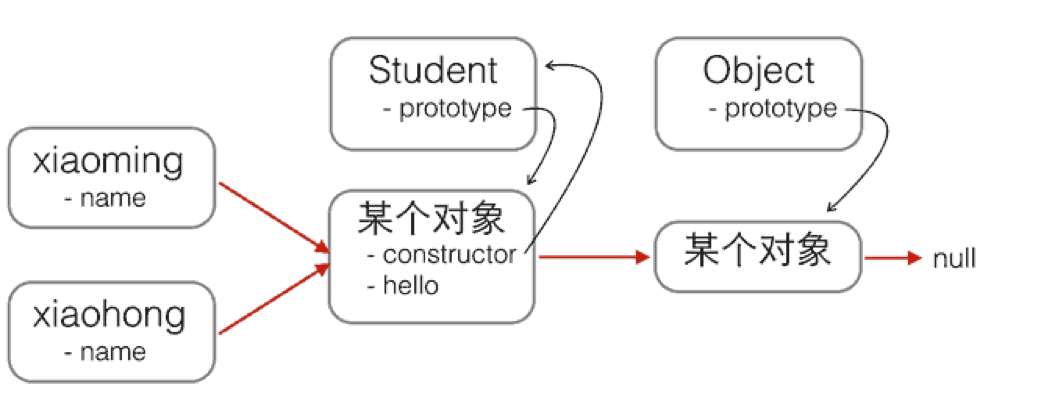 Student
- prototype
Object
- prototype
xiaoming
- name
某个对象
- constructor
- hello
某个对象
null
xiaohong
- name